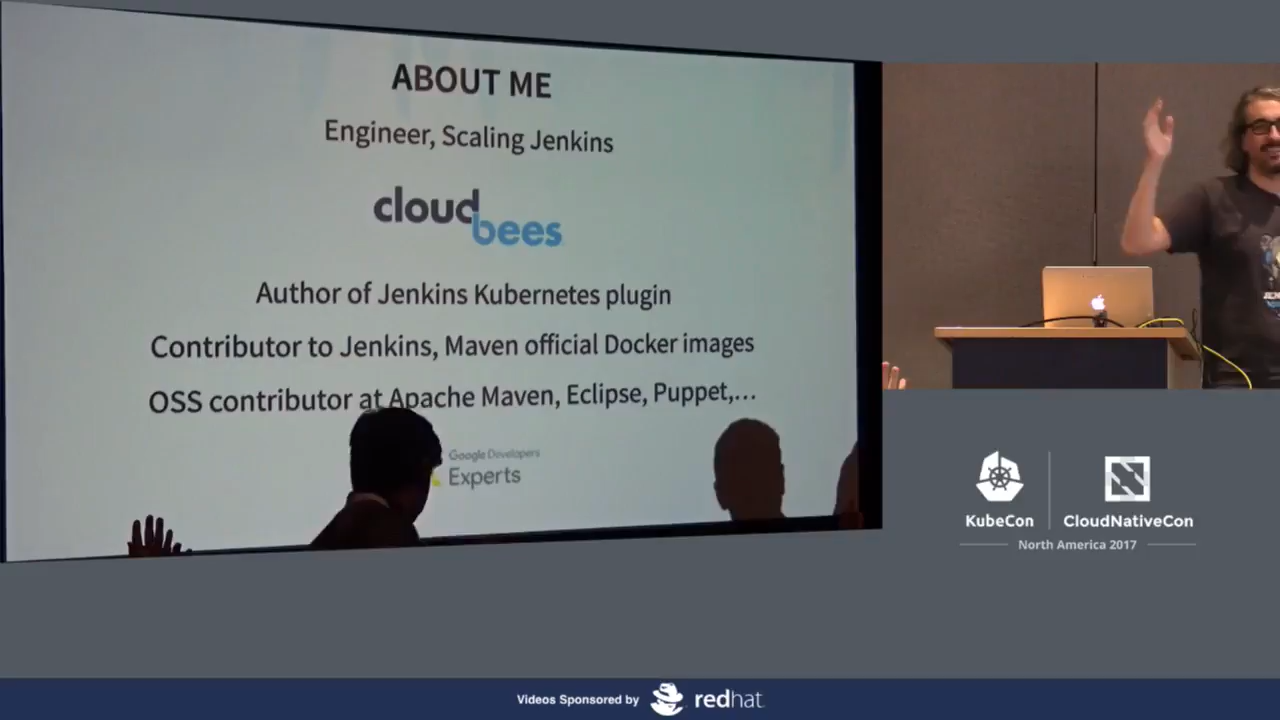 ABOUT ME
Engineer, Scaling Jenkins
cloudbees
Author of Jenkins Kubernetes plugin
Contributor to Jenkins, Maven official Docker images
OSS contributor at Apache Maven, Eclipse, Puppet,...
Google Developers
Experts
KubeCon
CloudNativeCon
North America 2017
Videos Sponsored by
redhat